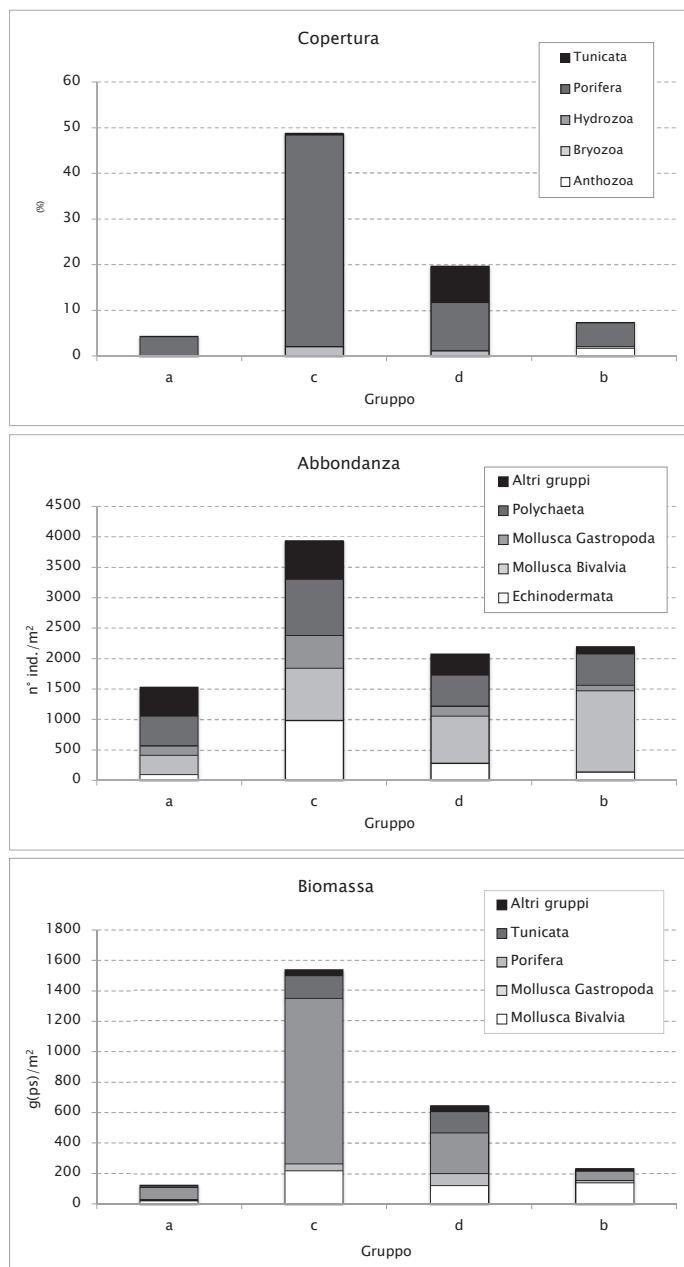 Copertura
Tunicata
Porifera
Hydrozoa
Bryozoa
Anthozoa
60
50
40
30
20
10
0
(%)
a c d b
Gruppo
Abbondanza
Altri gruppi
Polychaeta
Mollusca Gastropoda
Mollusca Bivalvia
Echinodermata
4500
4000
3500
3000
2500
2000
1500
1000
500
0
n° ind./m²
a c d b
Gruppo
Biomassa
Altri gruppi
Tunicata
Porifera
Mollusca Gastropoda
Mollusca Bivalvia
1800
1600
1400
1200
1000
800
600
400
200
0
g(ps)/m²
a c d b
Gruppo